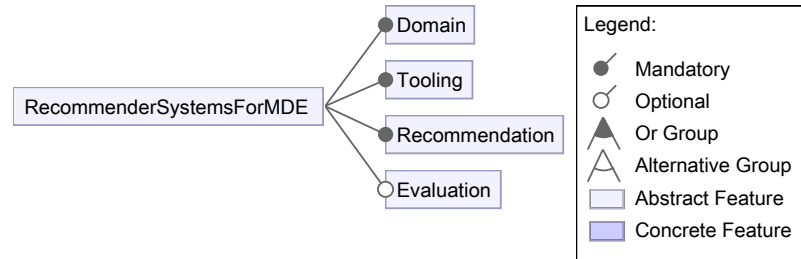 RecommenderSystemsForMDE
Domain
Tooling
Recommendation
Evaluation
Legend:
Mandatory
Optional
Or Group
Alternative Group
Abstract Feature
Concrete Feature